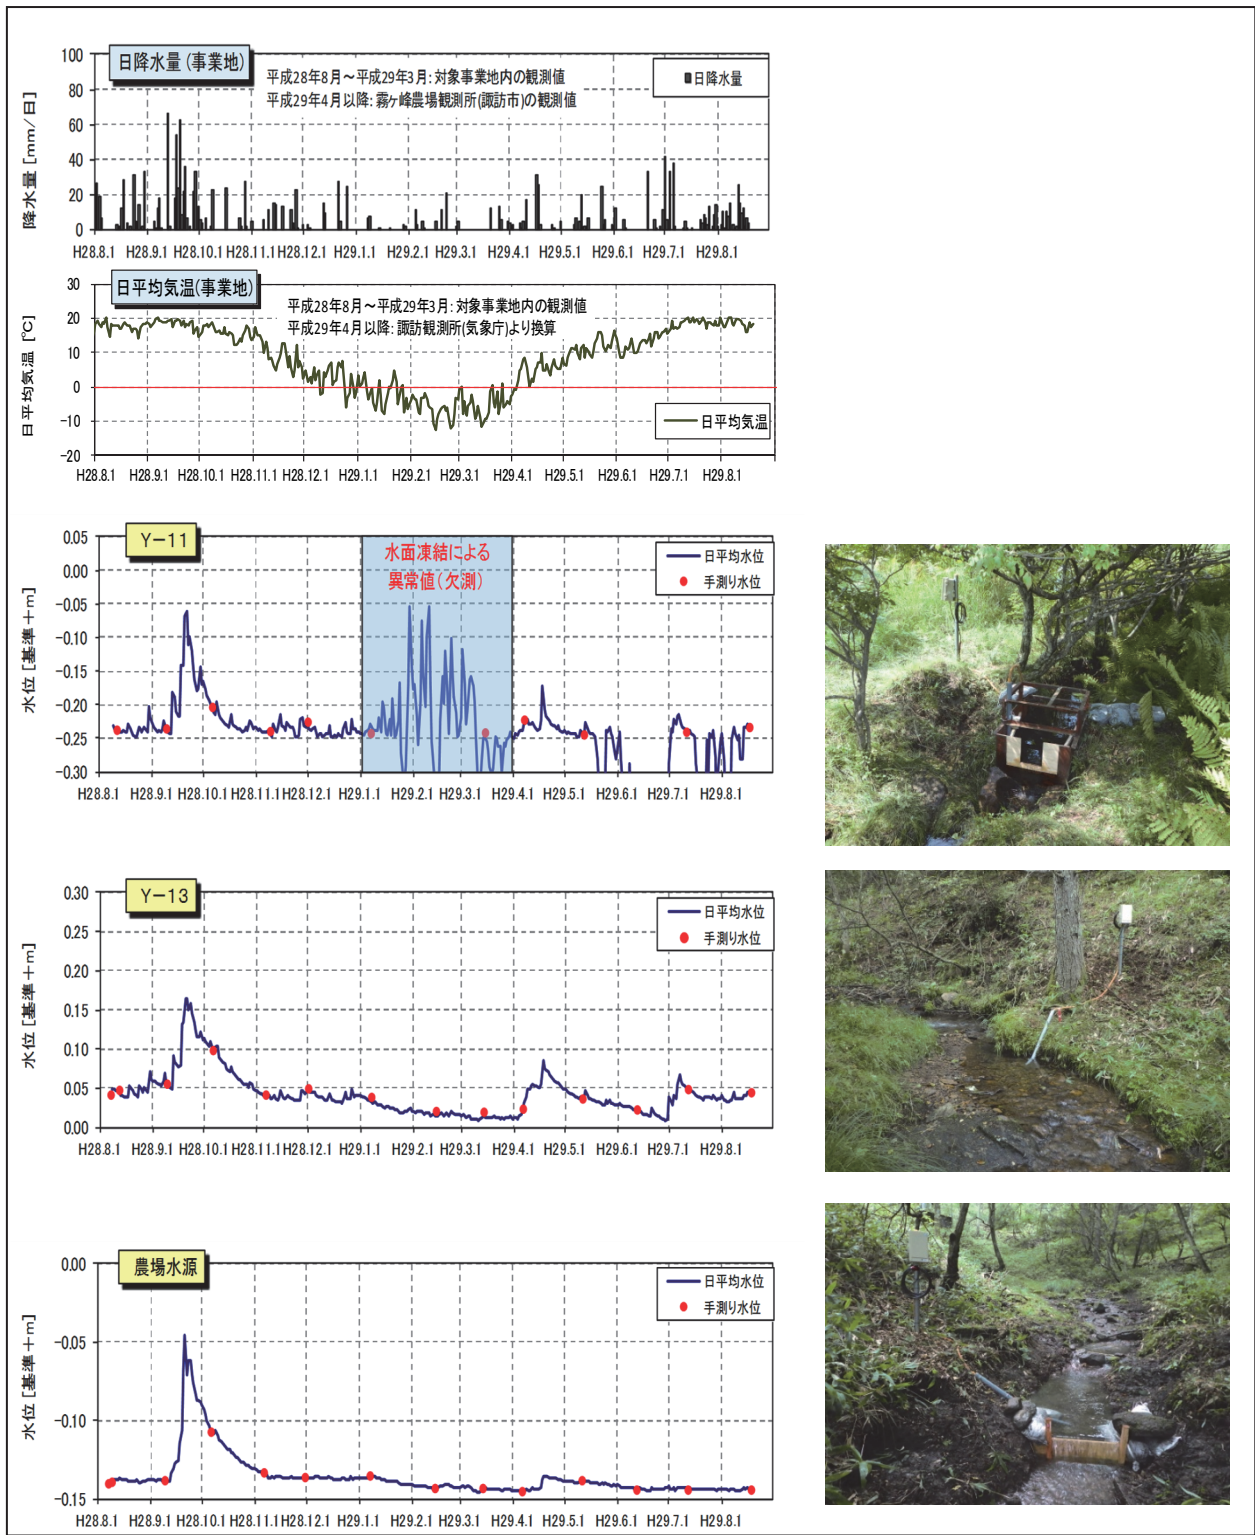 日降水量(事業地)
平成28年8月～平成29年3月: 対象事業地内の観測値
平成29年4月以降: 霧ケ峰農場観測所(諏訪市)の観測値
日降水量
降水量 [mm/日]
100
80
60
40
20
0
H28.8.1 H28.9.1 H28.10.1 H28.11.1 H28.12.1 H29.1.1 H29.2.1 H29.3.1 H29.4.1 H29.5.1 H29.6.1 H29.7.1 H29.8.1
日平均気温(事業地)
平成28年8月～平成29年3月: 対象事業地内の観測値
平成29年4月以降: 諏訪観測所(気象庁)より換算
日平均気温
日平均気温 [℃]
30
20
10
0
-10
-20
H28.8.1 H28.9.1 H28.10.1 H28.11.1 H28.12.1 H29.1.1 H29.2.1 H29.3.1 H29.4.1 H29.5.1 H29.6.1 H29.7.1 H29.8.1
Y-11
水面凍結による
異常値(欠測)
日平均水位
手測り水位
水位 [基準+m]
0.05
0.00
-0.05
-0.10
-0.15
-0.20
-0.25
-0.30
H28.8.1 H28.9.1 H28.10.1 H28.11.1 H28.12.1 H29.1.1 H29.2.1 H29.3.1 H29.4.1 H29.5.1 H29.6.1 H29.7.1 H29.8.1
Y-13
日平均水位
手測り水位
水位 [基準+m]
0.30
0.25
0.20
0.15
0.10
0.05
0.00
H28.8.1 H28.9.1 H28.10.1 H28.11.1 H28.12.1 H29.1.1 H29.2.1 H29.3.1 H29.4.1 H29.5.1 H29.6.1 H29.7.1 H29.8.1
農場水源
日平均水位
手測り水位
水位 [基準+m]
0.00
-0.05
-0.10
-0.15
H28.8.1 H28.9.1 H28.10.1 H28.11.1 H28.12.1 H29.1.1 H29.2.1 H29.3.1 H29.4.1 H29.5.1 H29.6.1 H29.7.1 H29.8.1